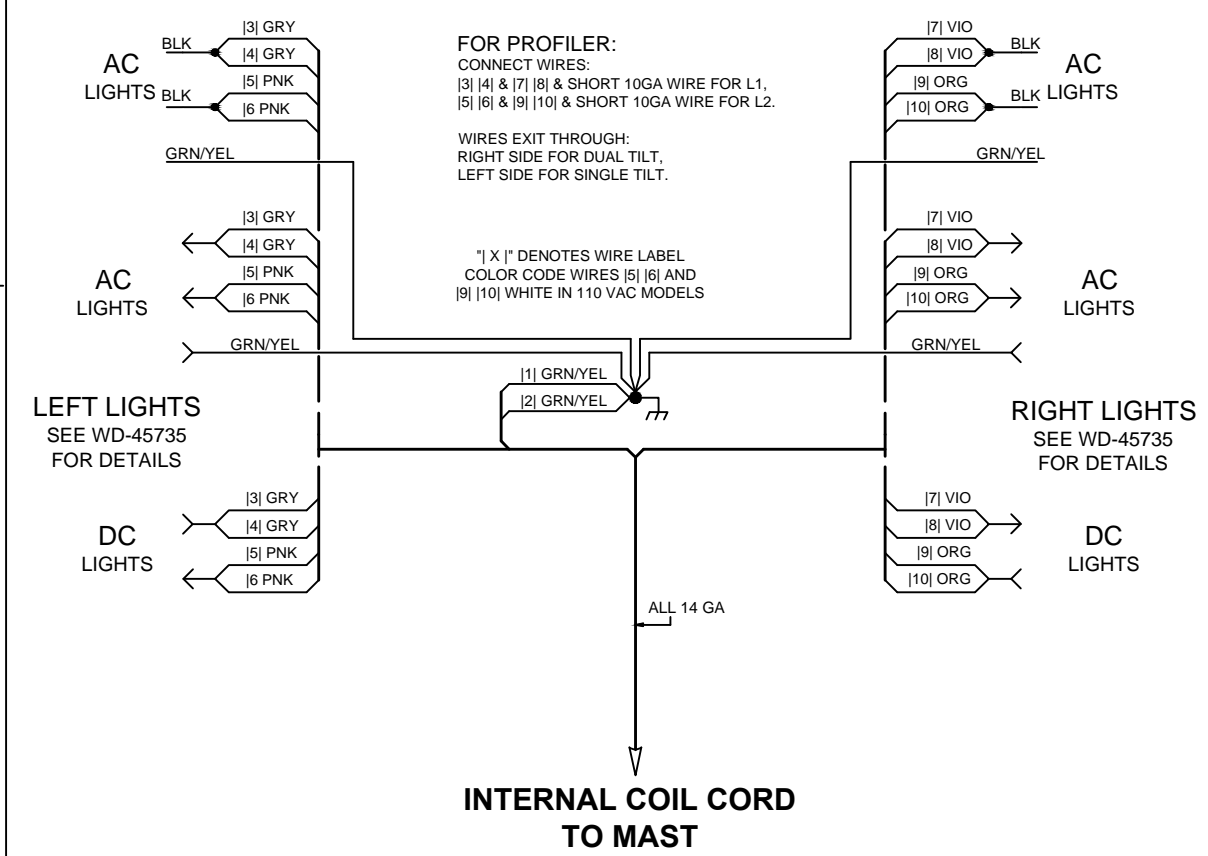 |3| GRY
BLK
|4| GRY
AC
LIGHTS
|5| PNK
BLK
|6 PNK
GRN/YEL
FOR PROFILER:
CONNECT WIRES:
|3| |4| & |7| |8| & SHORT 10GA WIRE FOR L1,
|5| |6| & |9| |10| & SHORT 10GA WIRE FOR L2.
WIRES EXIT THROUGH:
RIGHT SIDE FOR DUAL TILT,
LEFT SIDE FOR SINGLE TILT.
|7| VIO
BLK
|8| VIO
AC
LIGHTS
|9| ORG
BLK
|10| ORG
GRN/YEL
|3| GRY
|4| GRY
AC
LIGHTS
|5| PNK
|6 PNK
GRN/YEL
"| X |" DENOTES WIRE LABEL
COLOR CODE WIRES |5| |6| AND
|9| |10| WHITE IN 110 VAC MODELS
|7| VIO
|8| VIO
AC
LIGHTS
|9| ORG
|10| ORG
GRN/YEL
|1| GRN/YEL
|2| GRN/YEL
LEFT LIGHTS
SEE WD-45735
FOR DETAILS
RIGHT LIGHTS
SEE WD-45735
FOR DETAILS
|3| GRY
|4| GRY
DC
LIGHTS
|5| PNK
|6 PNK
|7| VIO
|8| VIO
DC
LIGHTS
|9| ORG
|10| ORG
ALL 14 GA
INTERNAL COIL CORD
TO MAST